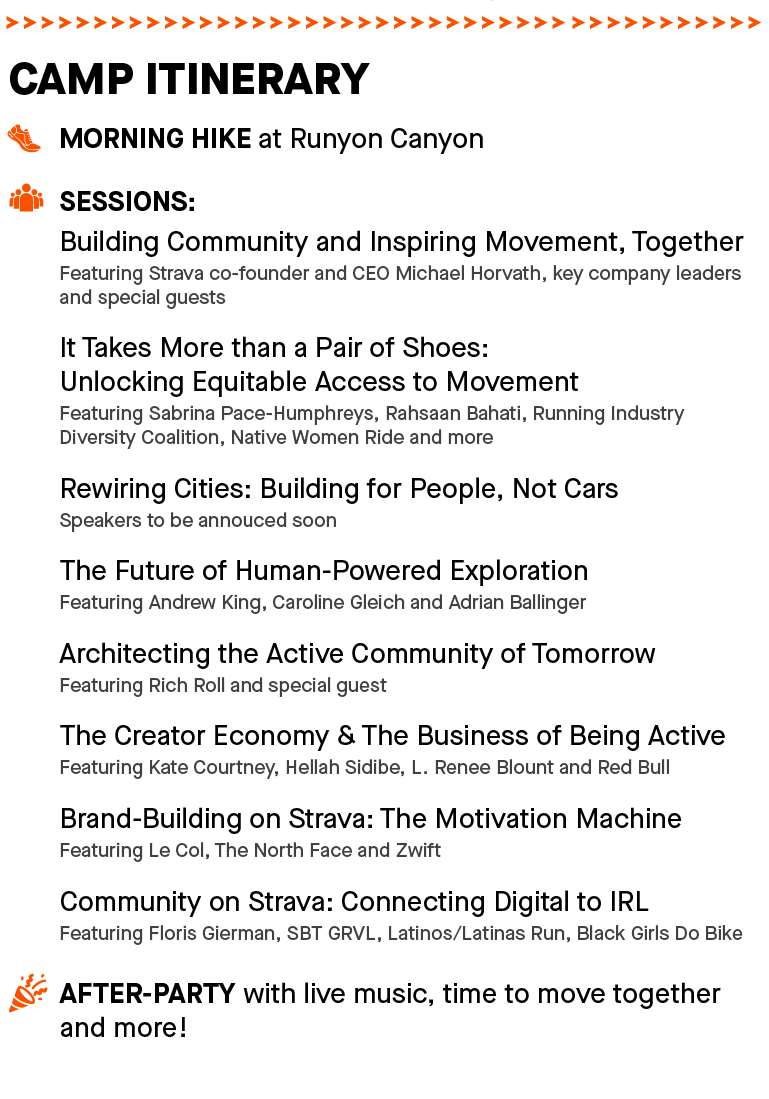 CAMP ITINERARY
MORNING HIKE at Runyon Canyon
SESSIONS:
Building Community and Inspiring Movement, Together
Featuring Strava co-founder and CEO Michael Horvath, key company leaders
and special guests
It Takes More than a Pair of Shoes:
Unlocking Equitable Access to Movement
Featuring Sabrina Pace-Humphreys, Rahsaan Bahati, Running Industry
Diversity Coalition, Native Women Ride and more
Rewiring Cities: Building for People, Not Cars
Speakers to be annouced soon
The Future of Human-Powered Exploration
Featuring Andrew King, Caroline Gleich and Adrian Ballinger
Architecting the Active Community of Tomorrow
Featuring Rich Roll and special guest
The Creator Economy & The Business of Being Active
Featuring Kate Courtney, Hellah Sidibe, L. Renee Blount and Red Bull
Brand-Building on Strava: The Motivation Machine
Featuring Le Col, The North Face and Zwift
Community on Strava: Connecting Digital to IRL
Featuring Floris Gierman, SBT GRVL, Latinos/Latinas Run, Black Girls Do Bike
AFTER-PARTY with live music, time to move together
and more!